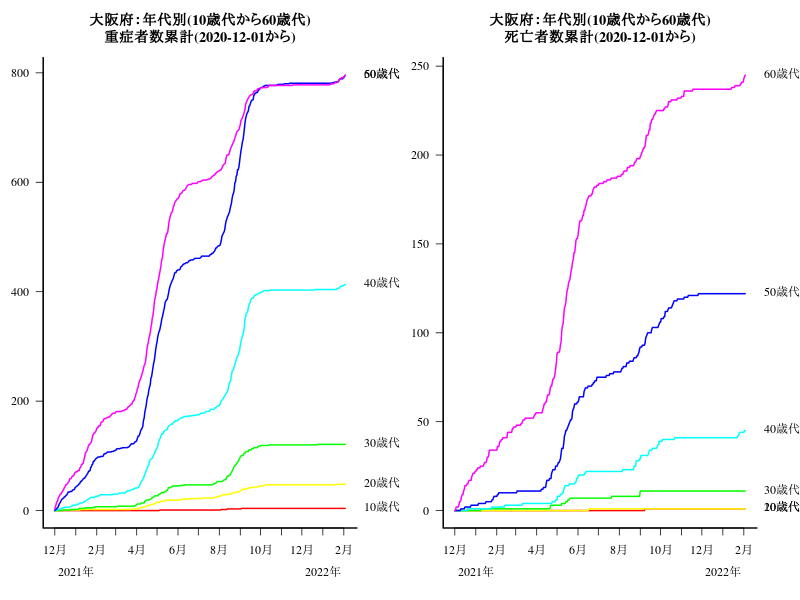 大阪府：年代別(10歳代から60歳代)
重症者数累計(2020-12-01から)
800
600
400
200
0
60歳代
40歳代
30歳代
20歳代
10歳代
12月 2月 4月 6月 8月 10月 12月 2月
2021年 2022年
大阪府：年代別(10歳代から60歳代)
死亡者数累計(2020-12-01から)
250
200
150
100
50
0
60歳代
50歳代
40歳代
30歳代
12月 2月 4月 6月 8月 10月 12月 2月
2021年 2022年